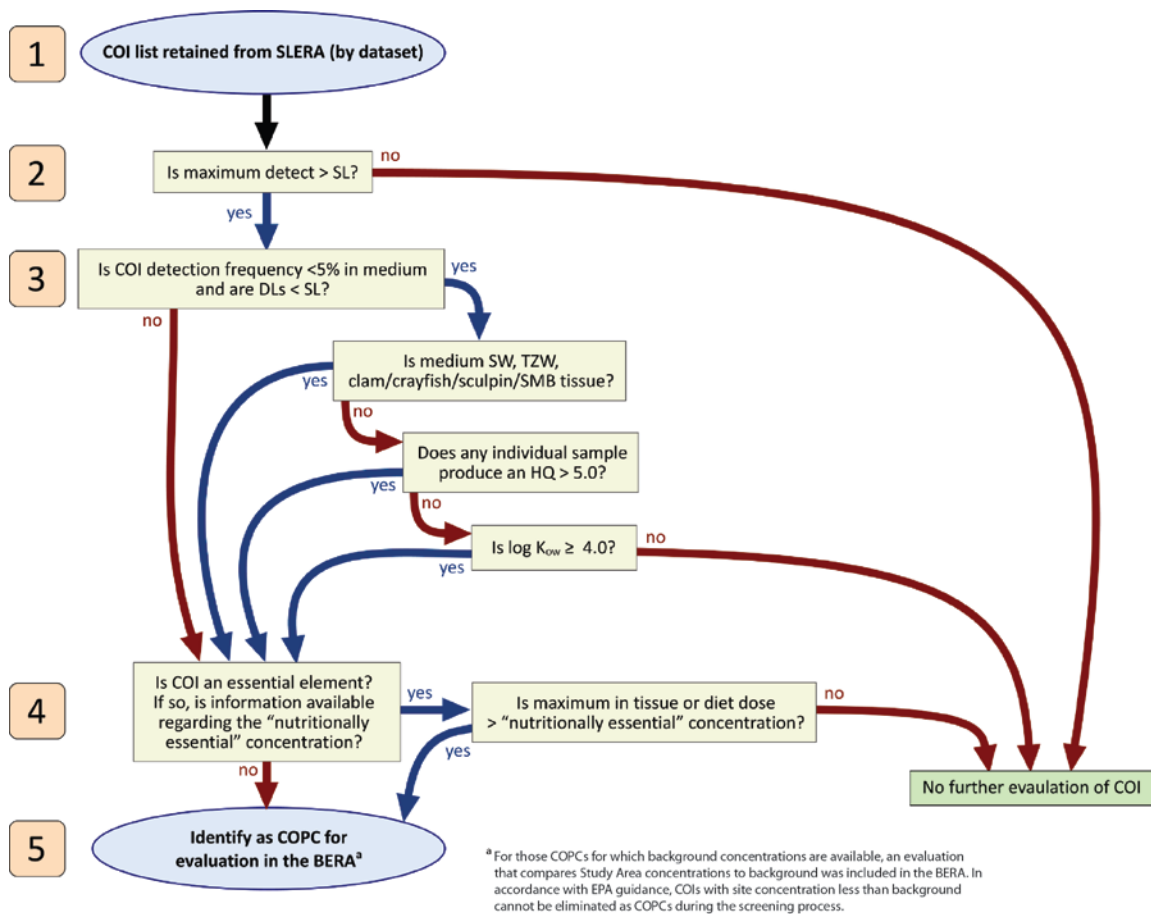 1
COI list retained from SLERA (by dataset)
2
Is maximum detect > SL?
no
yes
3
Is COI detection frequency <5% in medium
and are DLs < SL?
yes
no
Is medium SW, TZW,
clam/crayfish/sculpin/SMB tissue?
yes
no
Does any individual sample
produce an HQ > 5.0?
yes
no
Is log Kow ≥ 4.0?
no
yes
4
Is COI an essential element?
If so, is information available
regarding the “nutritionally
essential” concentration?
yes
Is maximum in tissue or diet dose
> “nutritionally essential” concentration?
no
yes
no
No further evaulation of COI
5
Identify as COPC for
evaluation in the BERAᵃ
ᵃ For those COPCs for which background concentrations are available, an evaluation
that compares Study Area concentrations to background was included in the BERA. In
accordance with EPA guidance, COIs with site concentration less than background
cannot be eliminated as COPCs during the screening process.